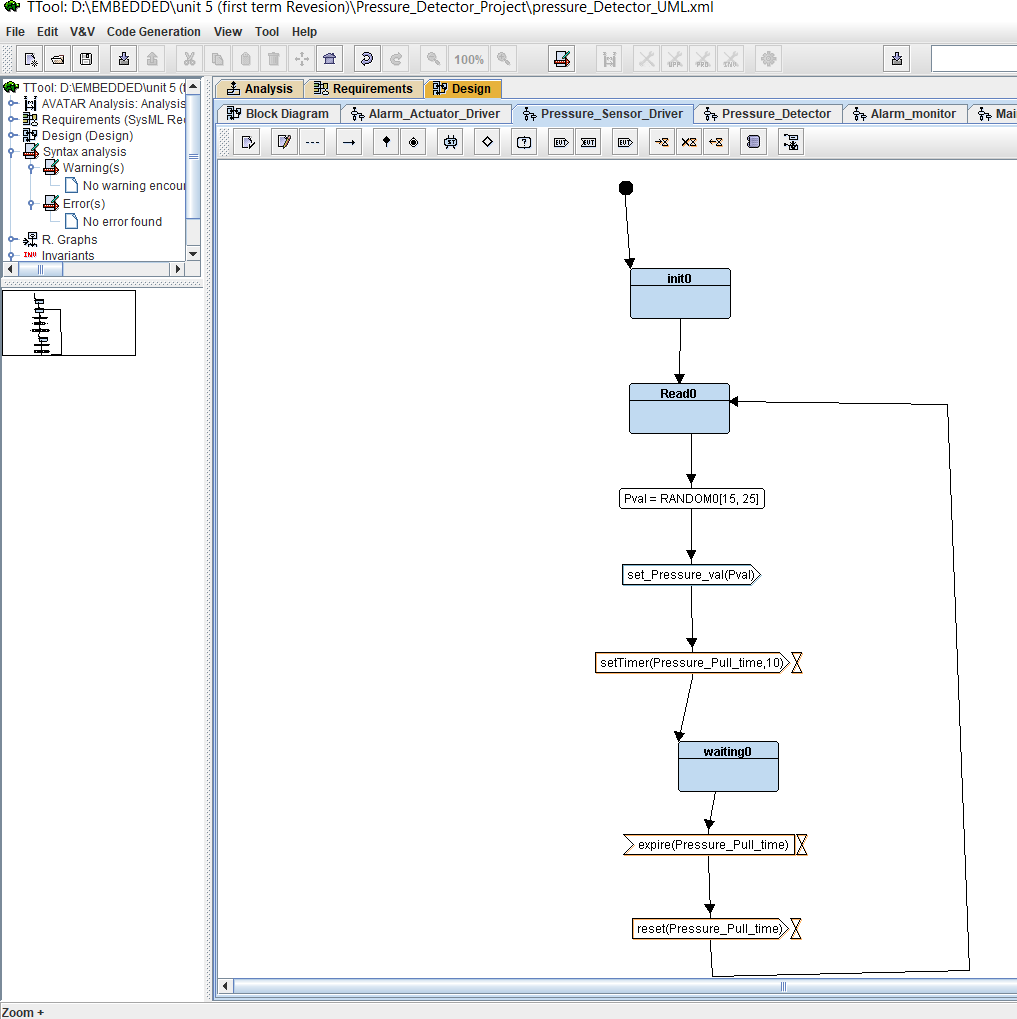 TTool: D:\EMBEDDED\unit 5 (first term Revesion)\Pressure_Detector_Project\pressure_Detector_UML.xml
File Edit V&V Code Generation View Tool Help
100%
TTool: D:\EMBEDDED\unit 5 (f
AVATAR Analysis: Analysis
Requirements (SysML Re
Design (Design)
Syntax analysis
Warning(s)
No warning encou
Error(s)
No error found
R. Graphs
INV Invariants
Analysis Requirements Design
Block Diagram Alarm_Actuator_Driver Pressure_Sensor_Driver Pressure_Detector Alarm_monitor Mai
init0
Read0
Pval = RANDOM0[15, 25]
set_Pressure_val(Pval)
setTimer(Pressure_Pull_time,10)
waiting0
expire(Pressure_Pull_time)
reset(Pressure_Pull_time)
Zoom +